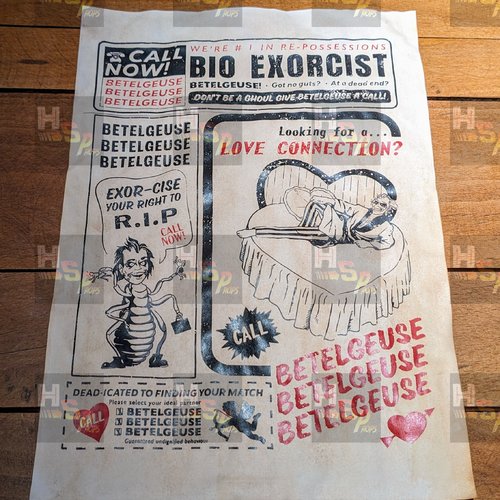 CALL
NOW!
BETELGEUSE
BETELGEUSE
BETELGEUSE
WE'RE # 1 IN RE-POSSESSIONS
BIO EXORCIST
BETELGEUSE! · Got no guts? · At a dead end?
DON'T BE A GHOUL GIVE BETELGEUSE A CALL!
BETELGEUSE
BETELGEUSE
BETELGEUSE
EXOR-CISE
YOUR RIGHT TO
R.I.P
CALL
NOW!
Looking for a...
LOVE CONNECTION?
CALL
BETELGEUSE
BETELGEUSE
BETELGEUSE
DEAD-ICATED TO FINDING YOUR MATCH
Please select your ideal partner
CALL
BETELGEUSE
BETELGEUSE
BETELGEUSE
Guaranteed undignified behaviour